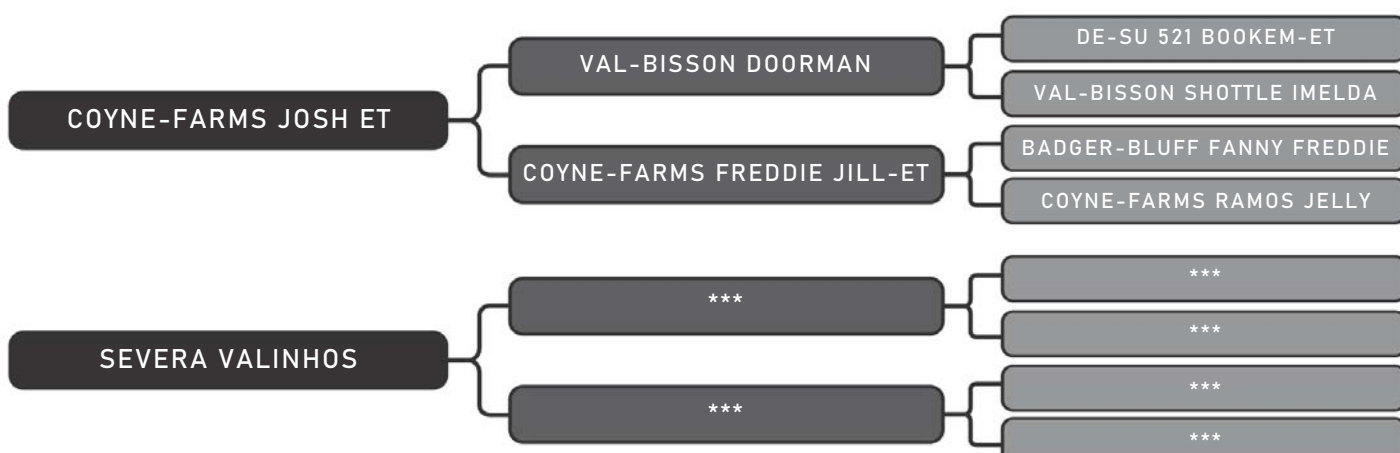 COYNE-FARMS JOSH ET
VAL-BISSON DOORMAN
DE-SU 521 BOOKEM-ET
VAL-BISSON SHOTTLE IMELDA
COYNE-FARMS FREDDIE JILL-ET
BADGER-BLUFF FANNY FREDDIE
COYNE-FARMS RAMOS JELLY
SEVERA VALINHOS
***
***
***
***
***
***